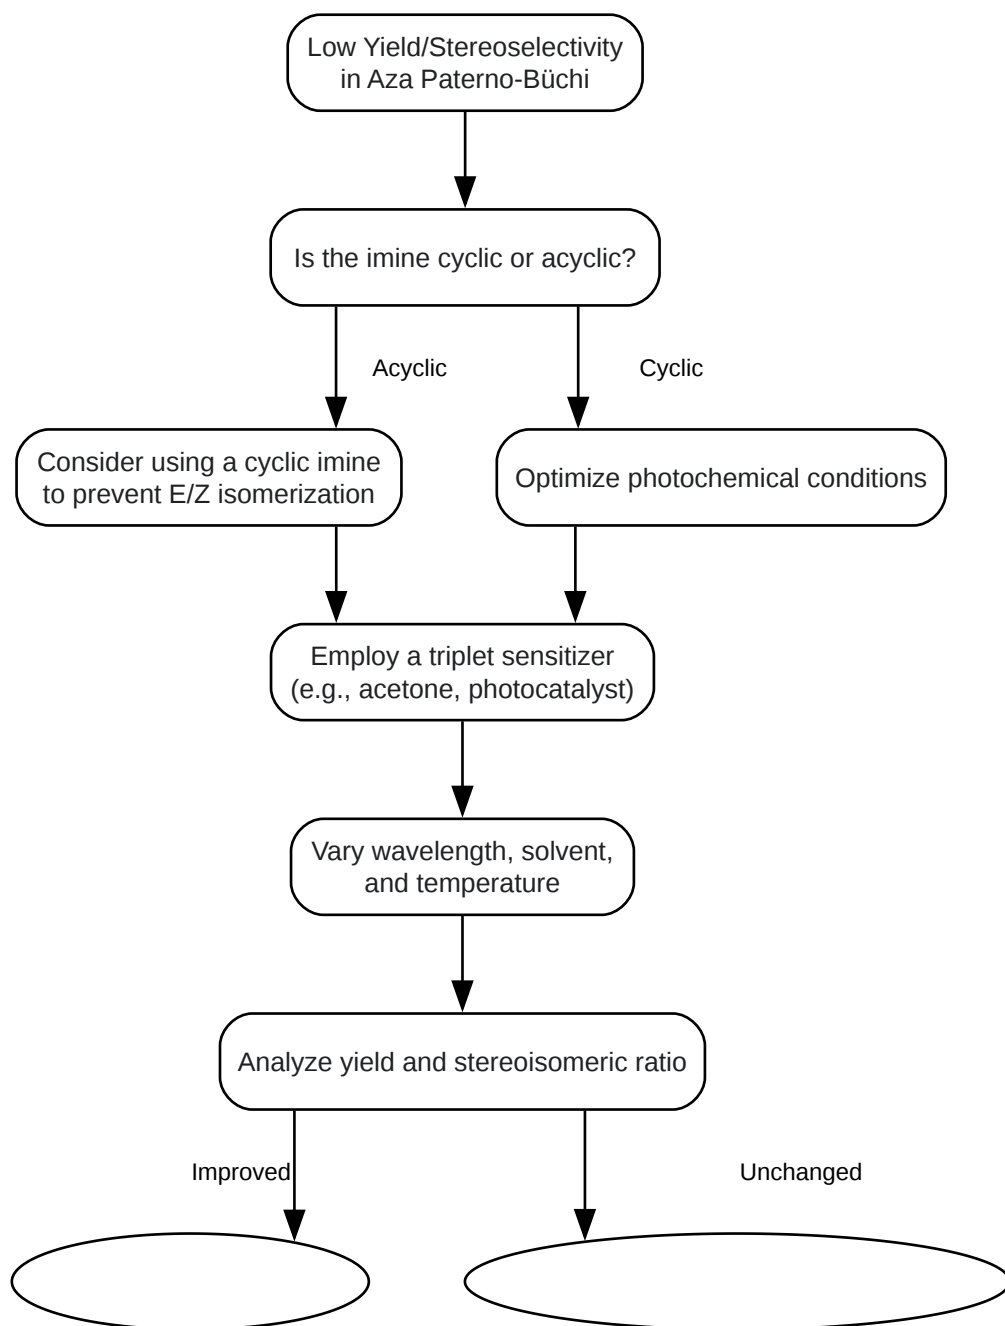 Low Yield/Stereoselectivity
in Aza Paterno-Büchi
Is the imine cyclic or acyclic?
Acyclic
Cyclic
Consider using a cyclic imine
to prevent E/Z isomerization
Optimize photochemical conditions
Employ a triplet sensitizer
(e.g., acetone, photocatalyst)
Vary wavelength, solvent,
and temperature
Analyze yield and stereoisomeric ratio
Improved
Unchanged